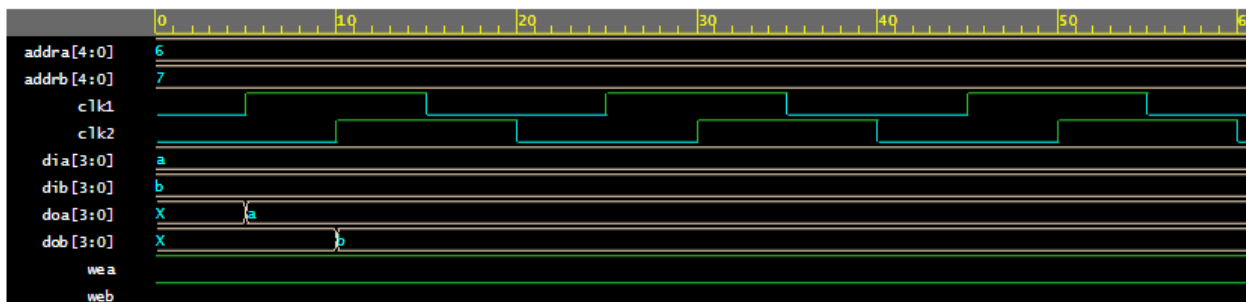 0 10 20 30 40 50 6
addra[4:0] 6
addrb[4:0] 7
clk1
clk2
dia[3:0] a
dib[3:0] b
doa[3:0] X a
dob[3:0] X b
wea
web